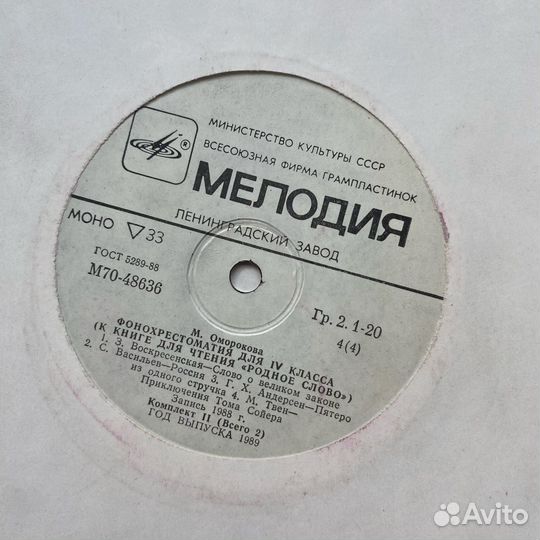 МИНИСТЕРСТВО КУЛЬТУРЫ СССР
ВСЕСОЮЗНАЯ ФИРМА ГРАМПЛАСТИНОК
МЕЛОДИЯ
ЛЕНИНГРАДСКИЙ ЗАВОД
МОНО ▽ 33
ГОСТ 5289-88
М70-48636
Гр. 2. 1-20
4(4)
М. Оморокова
ФОНОХРЕСТОМАТИЯ ДЛЯ IV КЛАССА
(К КНИГЕ ДЛЯ ЧТЕНИЯ «РОДНОЕ СЛОВО»)
1. З. Воскресенская—Слово о великом законе
2. С. Васильев—Россия 3. Г. Х. Андерсен—Пятеро
из одного стручка 4. М. Твен—
Приключения Тома Сойера
Запись 1988 г.
Комплект II (Всего 2)
ГОД ВЫПУСКА 1989
Avito